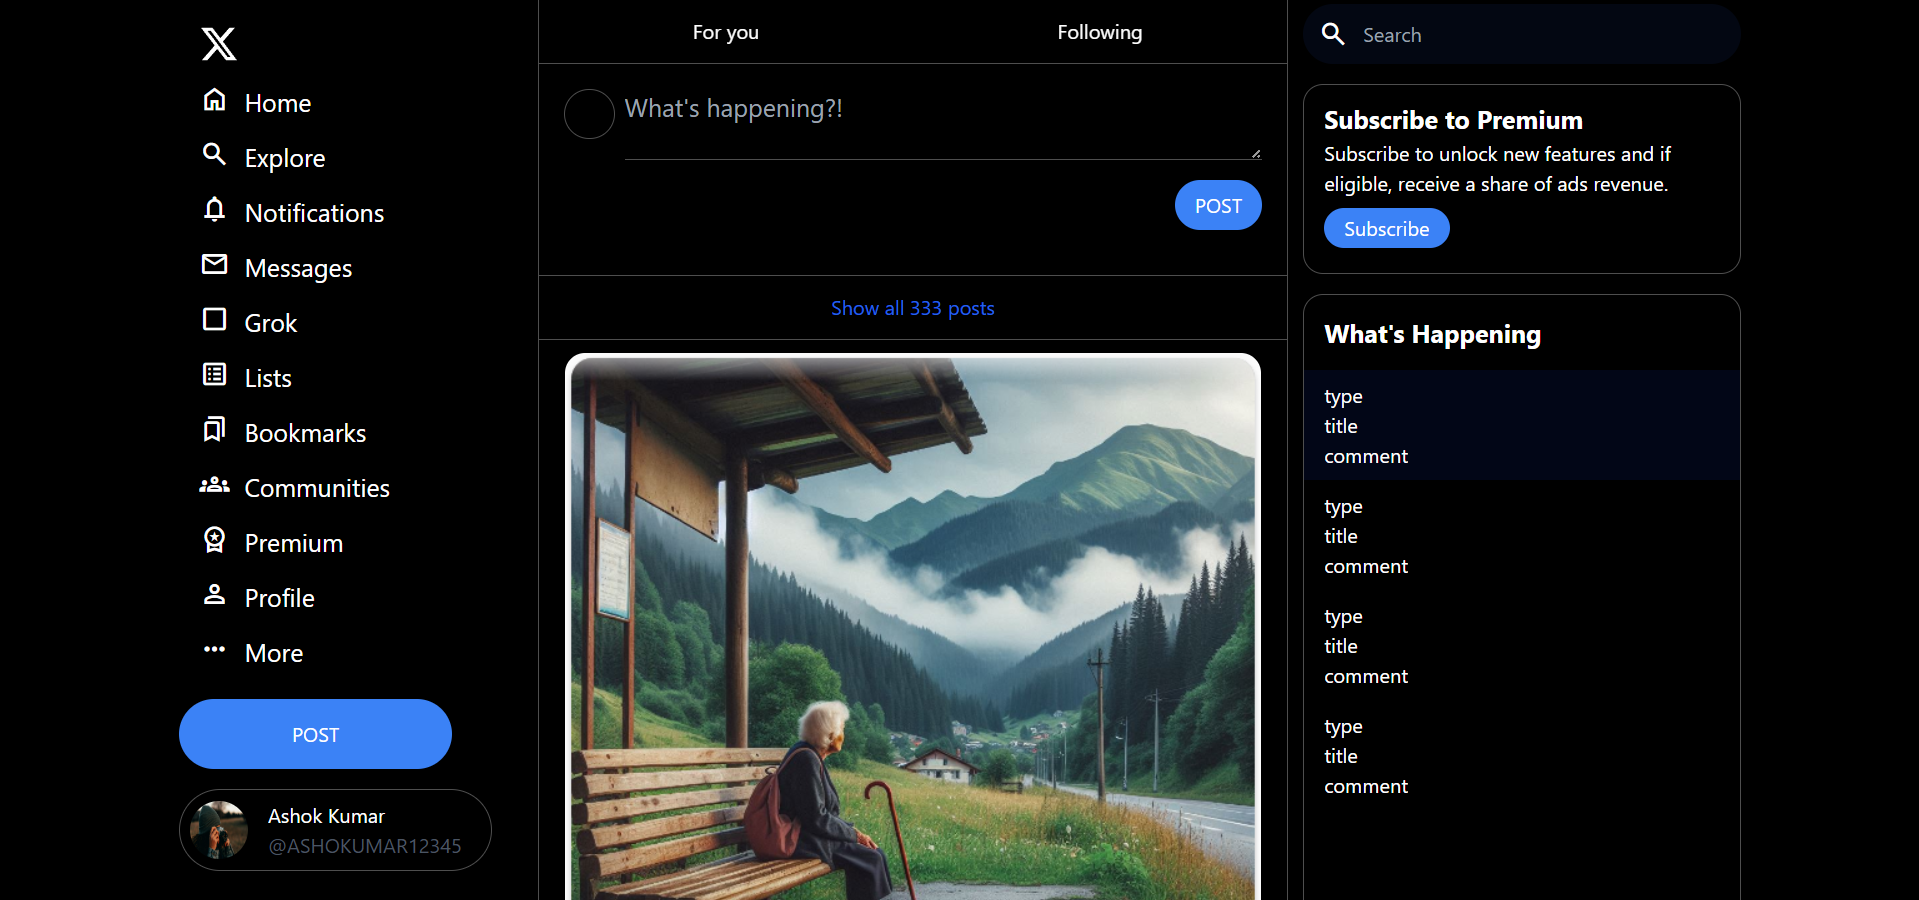 Home
Explore
Notifications
Messages
Grok
Lists
Bookmarks
Communities
Premium
Profile
More
POST
Ashok Kumar
@ASHOKUMAR12345
For you
Following
What's happening?!
POST
Show all 333 posts
Search
Subscribe to Premium
Subscribe to unlock new features and if
eligible, receive a share of ads revenue.
Subscribe
What's Happening
type
title
comment
type
title
comment
type
title
comment
type
title
comment